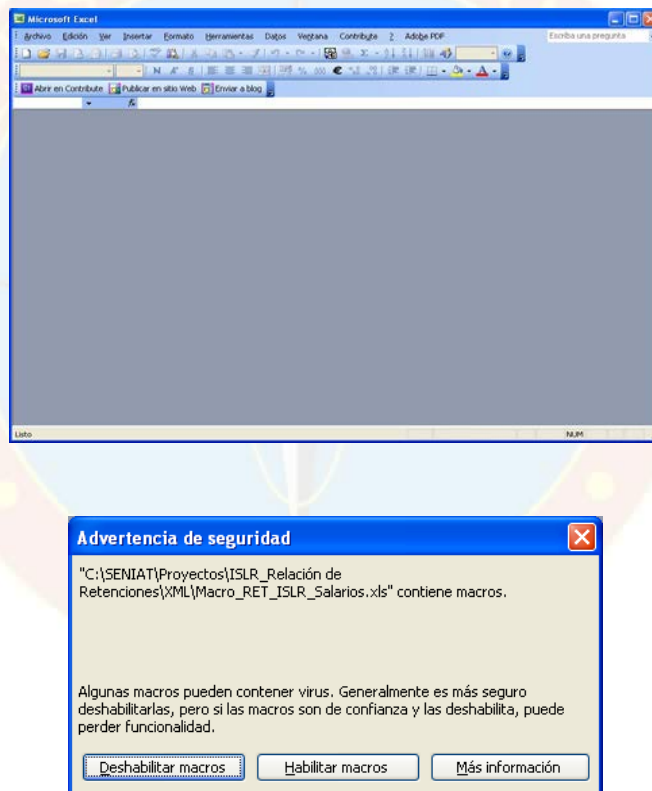 Microsoft Excel
Archivo Edición Ver Insertar Formato Herramientas Datos Ventana Contribute ? Adobe PDF Escriba una pregunta
N K S % 000 €
Abrir en Contribute Publicar en sitio Web Enviar a blog
fx
Listo NUM
Advertencia de seguridad
"C:\SENIAT\Proyectos\ISLR_Relación de
Retenciones\XML\Macro_RET_ISLR_Salarios.xls" contiene macros.
Algunas macros pueden contener virus. Generalmente es más seguro
deshabilitarlas, pero si las macros son de confianza y las deshabilita, puede
perder funcionalidad.
Deshabilitar macros Habilitar macros Más información